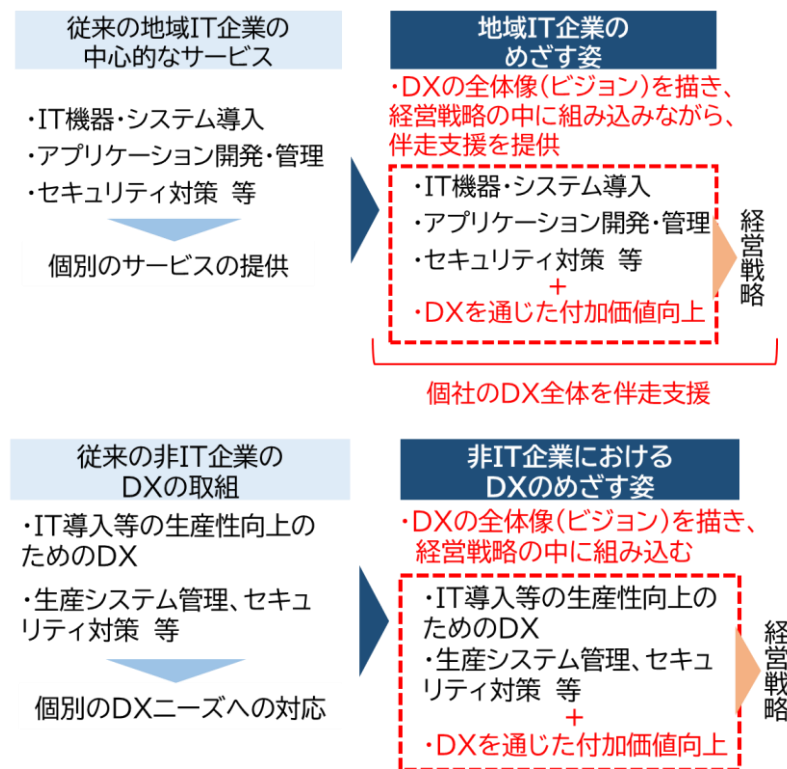 従来の地域IT企業の
中心的なサービス
・IT機器・システム導入
・アプリケーション開発・管理
・セキュリティ対策 等
個別のサービスの提供
地域IT企業の
めざす姿
・DXの全体像(ビジョン)を描き、
経営戦略の中に組み込みながら、
伴走支援を提供
・IT機器・システム導入
・アプリケーション開発・管理
・セキュリティ対策 等
+
・DXを通じた付加価値向上
経営戦略
個社のDX全体を伴走支援
従来の非IT企業の
DXの取組
・IT導入等の生産性向上の
ためのDX
・生産システム管理、セキュ
リティ対策 等
個別のDXニーズへの対応
非IT企業における
DXのめざす姿
・DXの全体像(ビジョン)を描き、
経営戦略の中に組み込む
・IT導入等の生産性向上の
ためのDX
・生産システム管理、セキュ
リティ対策 等
+
・DXを通じた付加価値向上
経営戦略